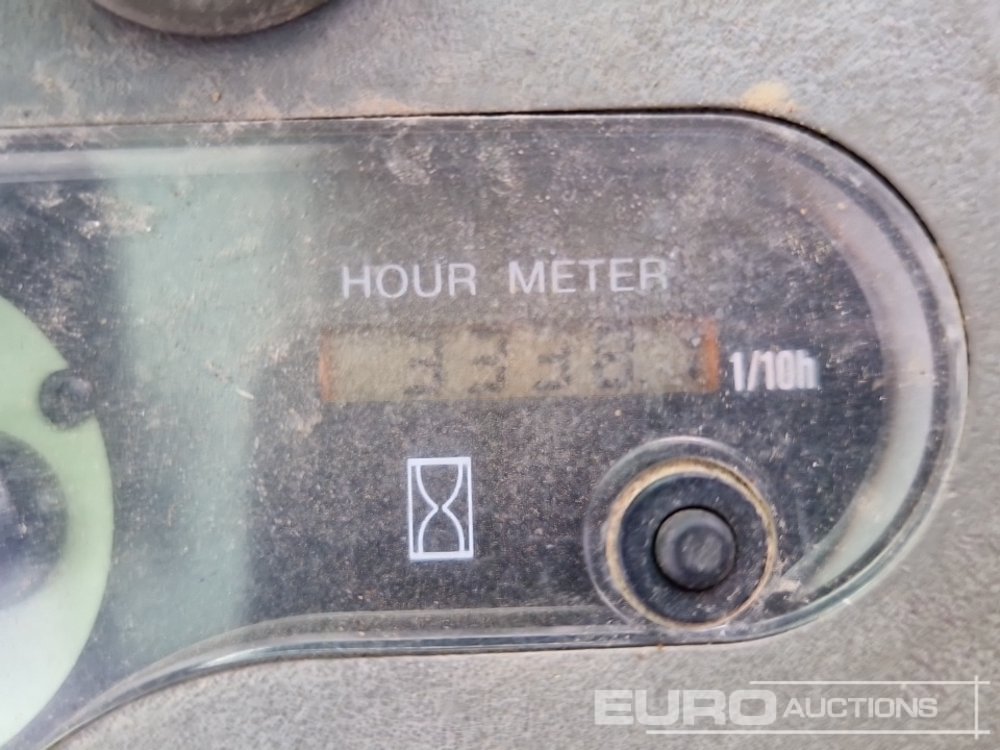 HOUR METER
1/10h
EURO AUCTIONS